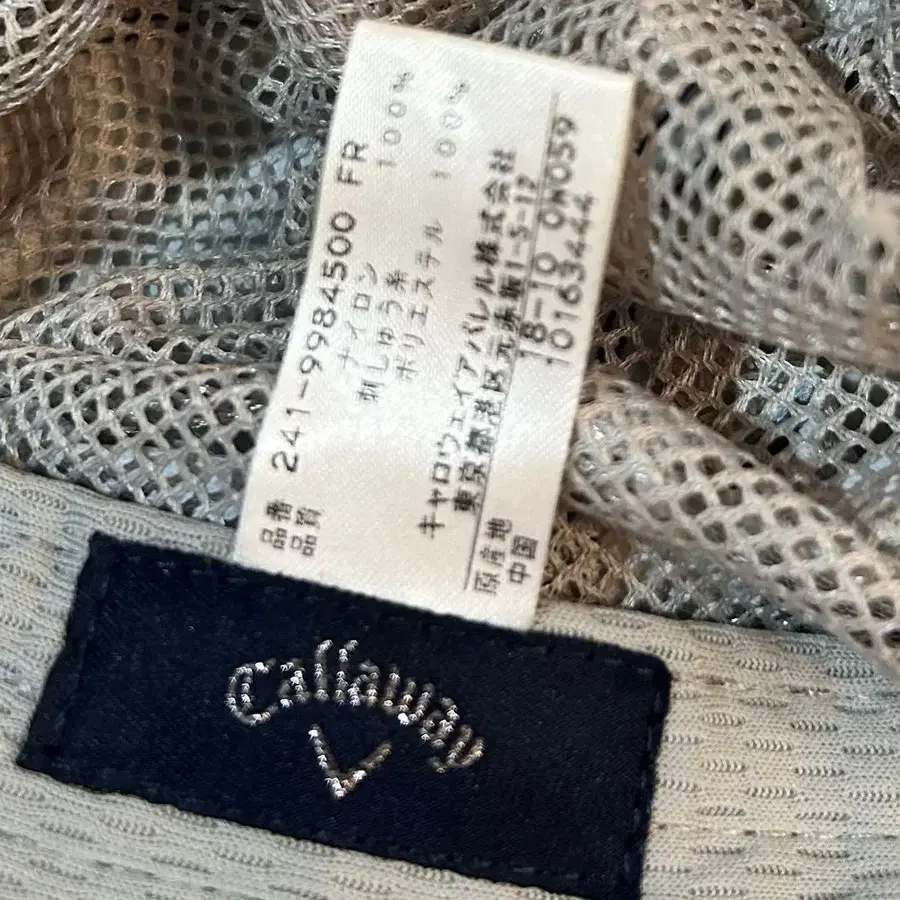 品番 241-9984500 FR
品質 ナイロン 100%
刺しゅう糸
ポリエステル 100%
キャロウェイアパレル株式会社
東京都港区元赤坂1-5-12
18-10 0W059
原産地
中国 10163444
Callaway